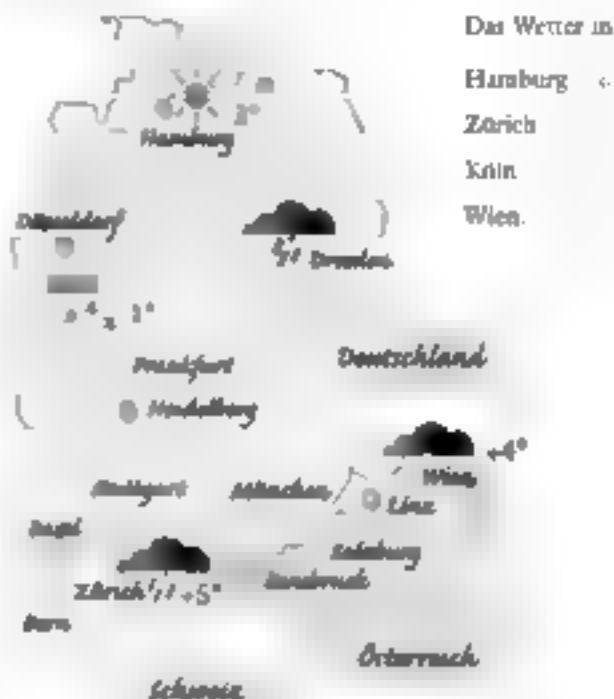 Das Wetter in
Hamburg
Zürich
Köln
Wien.
Hamburg
Düsseldorf
Dresden
Frankfurt
Deutschland
Heidelberg
+4°
Wien
Stuttgart
München
Linz
Basel
Salzburg
Innsbruck
Zürich +5°
Bern
Österreich
Schweiz